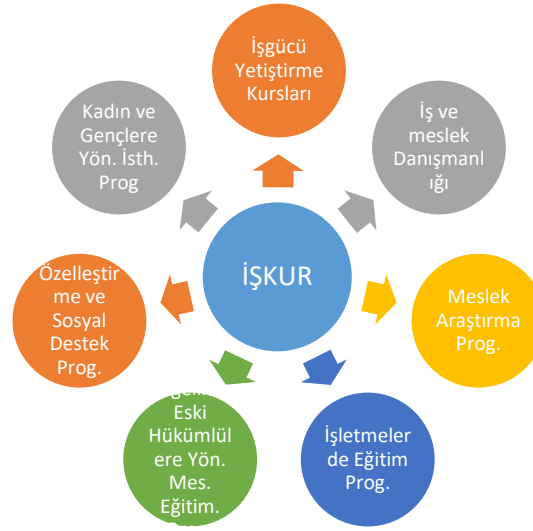 İşgücü
Yetiştirme
Kursları
İş ve
meslek
Danışmanl
ığı
Meslek
Araştırma
Prog.
İşletmeler
de Eğitim
Prog.
Eski
Hükümlül
ere Yön.
Mes.
Eğitim.
Özelleştir
me ve
Sosyal
Destek
Prog.
Kadın ve
Gençlere
Yön. İsth.
Prog
İŞKUR